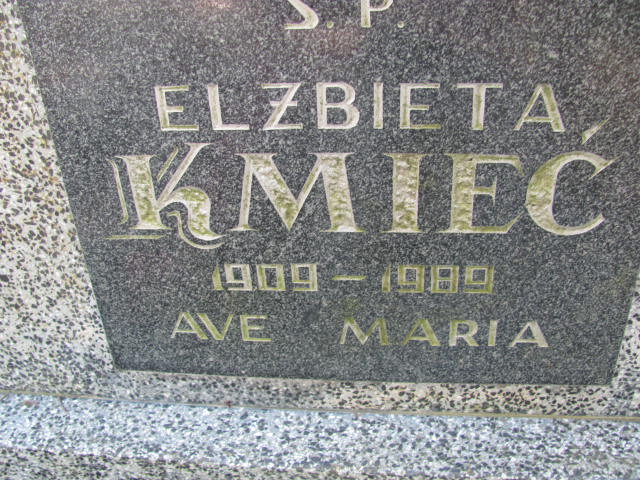 Ś. P.
ELŻBIETA
KMIEĆ
1909 – 1989
AVE MARIA